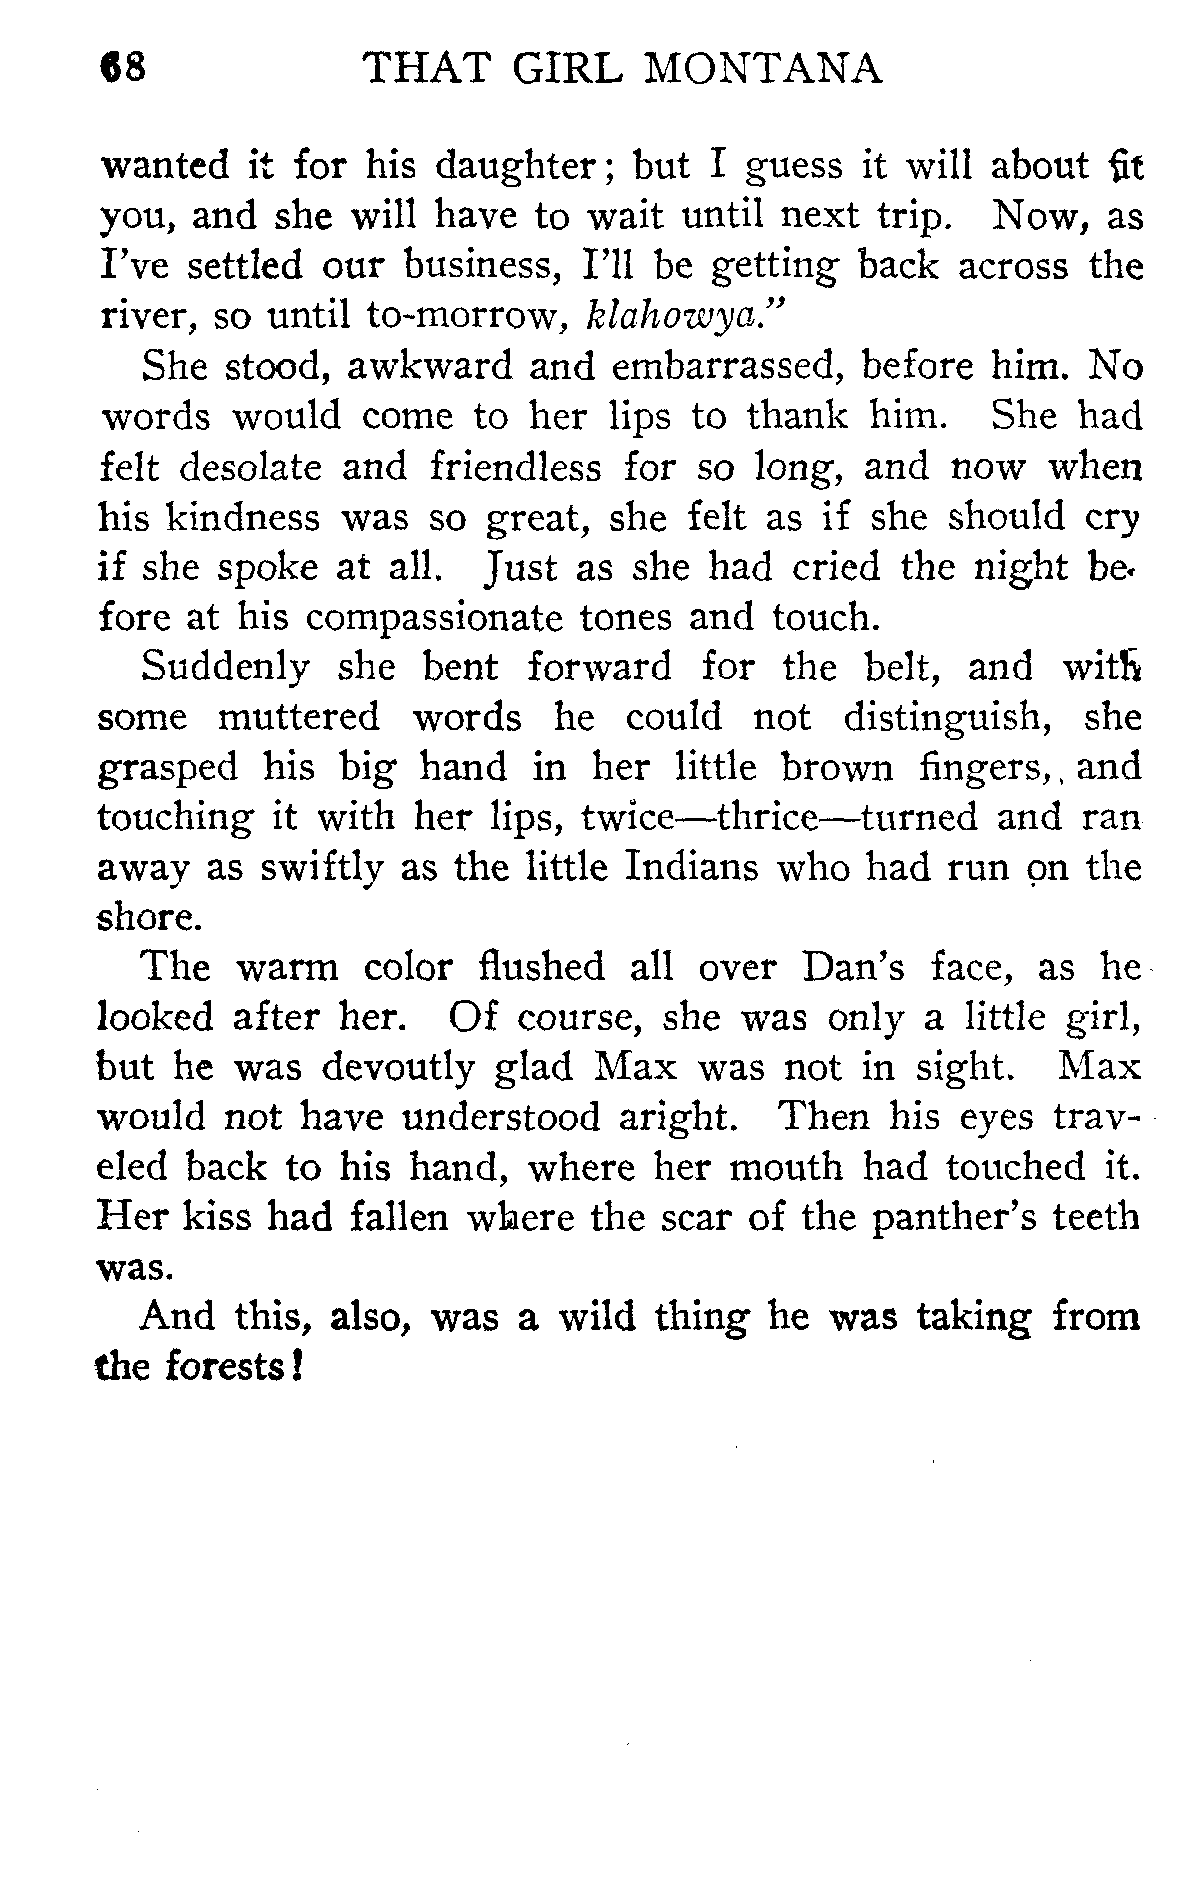 68 THAT GIRL MONTANA
wanted it for his daughter; but I guess it will about fit
you, and she will have to wait until next trip. Now, as
I've settled our business, I'll be getting back across the
river, so until to-morrow, klahowya."
She stood, awkward and embarrassed, before him. No
words would come to her lips to thank him. She had
felt desolate and friendless for so long, and now when
his kindness was so great, she felt as if she should cry
if she spoke at all. Just as she had cried the night be-
fore at his compassionate tones and touch.
Suddenly she bent forward for the belt, and with
some muttered words he could not distinguish, she
grasped his big hand in her little brown fingers, and
touching it with her lips, twice—thrice—turned and ran
away as swiftly as the little Indians who had run on the
shore.
The warm color flushed all over Dan's face, as he
looked after her. Of course, she was only a little girl,
but he was devoutly glad Max was not in sight. Max
would not have understood aright. Then his eyes trav-
eled back to his hand, where her mouth had touched it.
Her kiss had fallen where the scar of the panther's teeth
was.
And this, also, was a wild thing he was taking from
the forests!